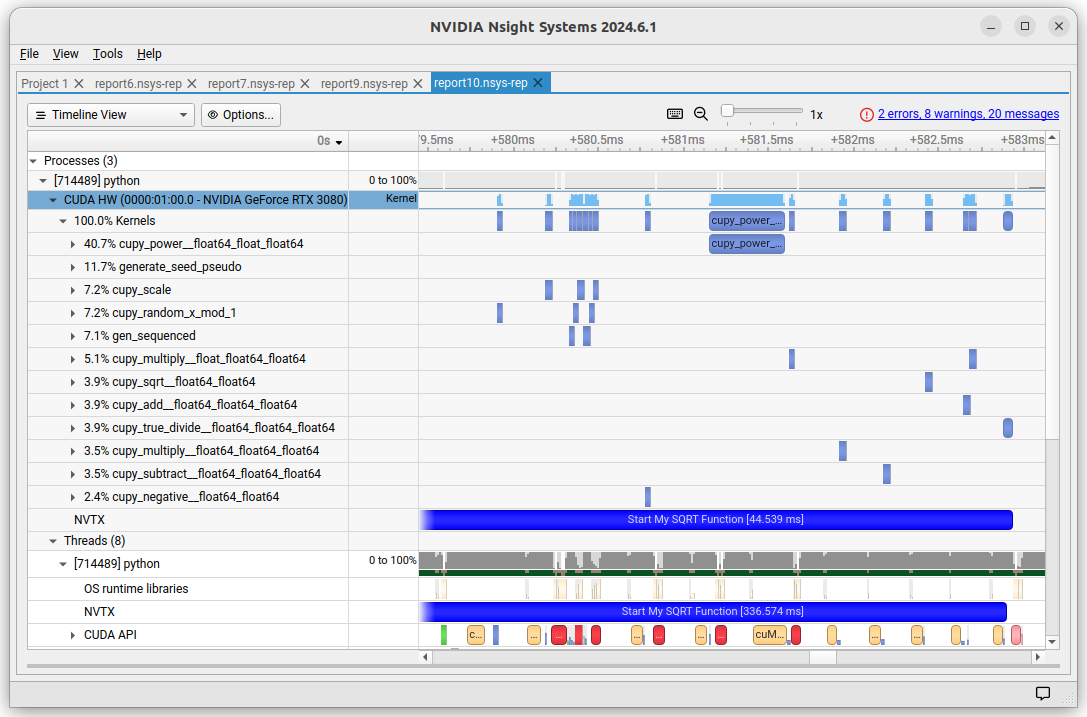 NVIDIA Nsight Systems 2024.6.1
File View Tools Help
Project 1 report6.nsys-rep report7.nsys-rep report9.nsys-rep report10.nsys-rep
Timeline View Options... 1x 2 errors, 8 warnings, 20 messages
0s 9.5ms +580ms +580.5ms +581ms +581.5ms +582ms +582.5ms +583ms
Processes (3)
[714489] python 0 to 100%
CUDA HW (0000:01:00.0 - NVIDIA GeForce RTX 3080) Kernel
100.0% Kernels cupy_power_...
40.7% cupy_power__float64_float_float64 cupy_power_...
11.7% generate_seed_pseudo
7.2% cupy_scale
7.2% cupy_random_x_mod_1
7.1% gen_sequenced
5.1% cupy_multiply__float_float64_float64
3.9% cupy_sqrt__float64_float64
3.9% cupy_add__float64_float64_float64
3.9% cupy_true_divide__float64_float_float64
3.5% cupy_multiply__float64_float64_float64
3.5% cupy_subtract__float64_float64_float64
2.4% cupy_negative__float64_float64
NVTX Start My SQRT Function [44.539 ms]
Threads (8)
[714489] python 0 to 100%
OS runtime libraries
NVTX Start My SQRT Function [336.574 ms]
CUDA API c... ... ... ... ... ... ... cuM... ... ...